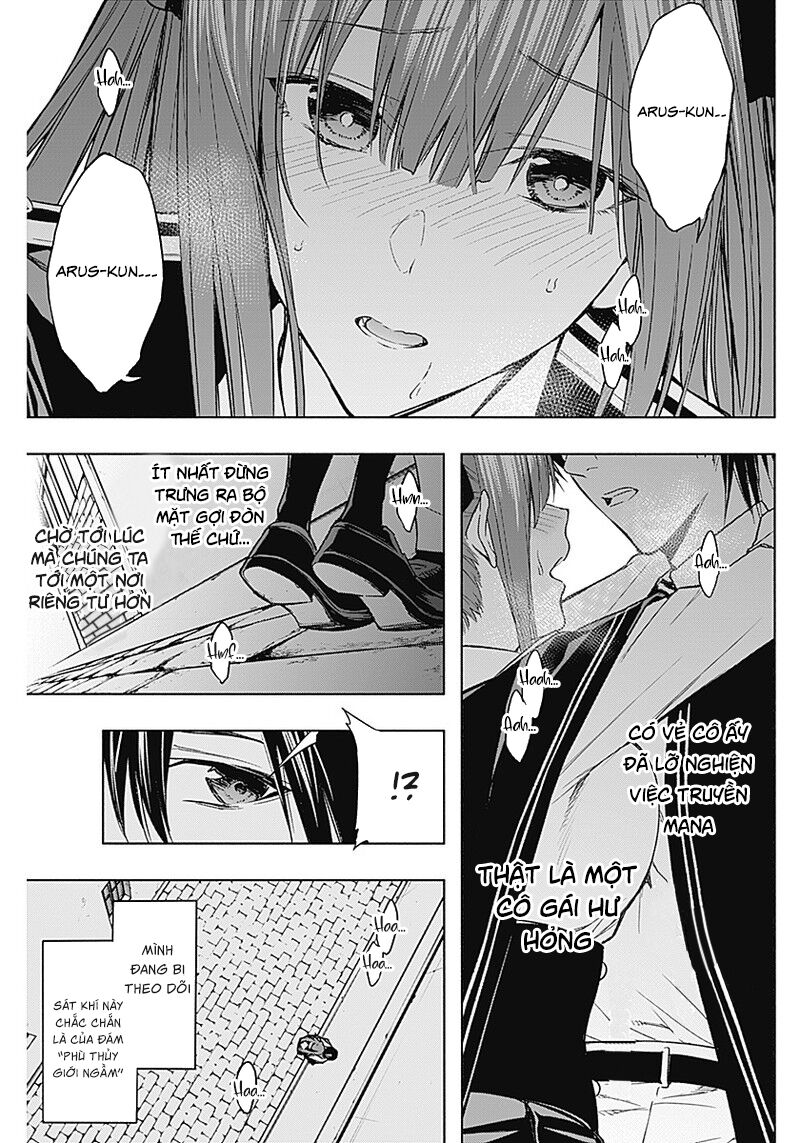 ARUS-KUN...
Hah...
ARUS-KUN...
Hah..
Hah..
Aah...
Haah...
Aah...
CÓ VẺ CÔ ẤY
ĐÃ LỠ NGHIỆN
VIỆC TRUYỀN
MANA
THẬT LÀ MỘT
CÔ GÁI HƯ
HỎNG
Hwn...
ÍT NHẤT ĐỪNG
TRƯNG RA BỘ
MẶT GỢI ĐÒN
THẾ CHỨ...
CHỜ TỚI LÚC
MÀ CHÚNG TA
TỚI MỘT NƠI
RIÊNG TƯ HƠN
Hwf...
!?
Haa...
Haa...
MÌNH
ĐANG BỊ
THEO DÕI
SÁT KHÍ NÀY
CHẮC CHẮN
LÀ CỦA ĐÁM
"PHÙ THỦY
GIỚI NGẦM"
Haa...